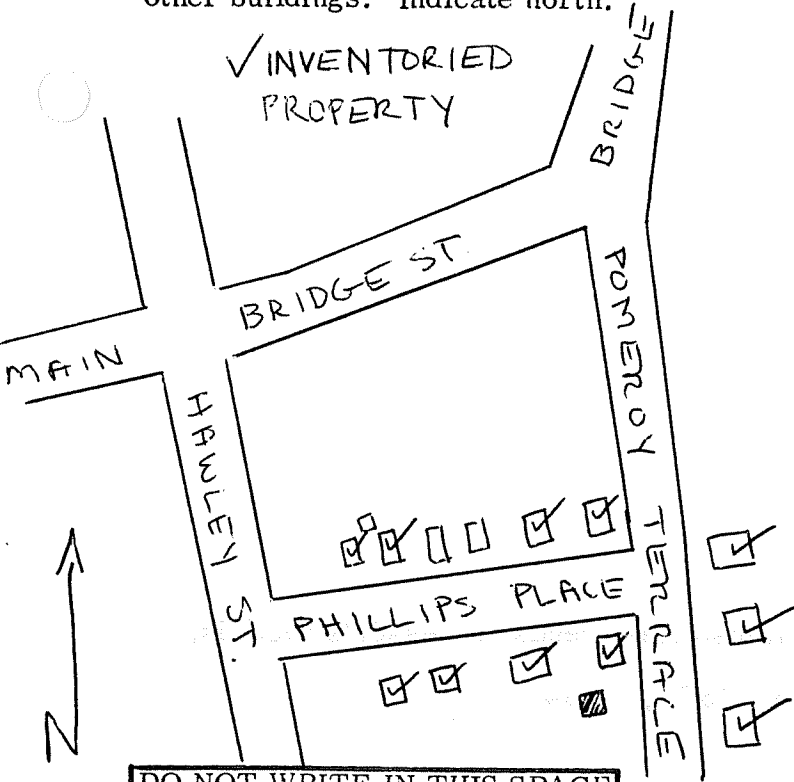 other buildings. Indicate north.
✓INVENTORIED
PROPERTY
BRIDGE
BRIDGE ST.
MAIN
POMEROY TERRACE
HAWLEY ST.
PHILLIPS PLACE
N
DO NOT WRITE IN THIS SPACE